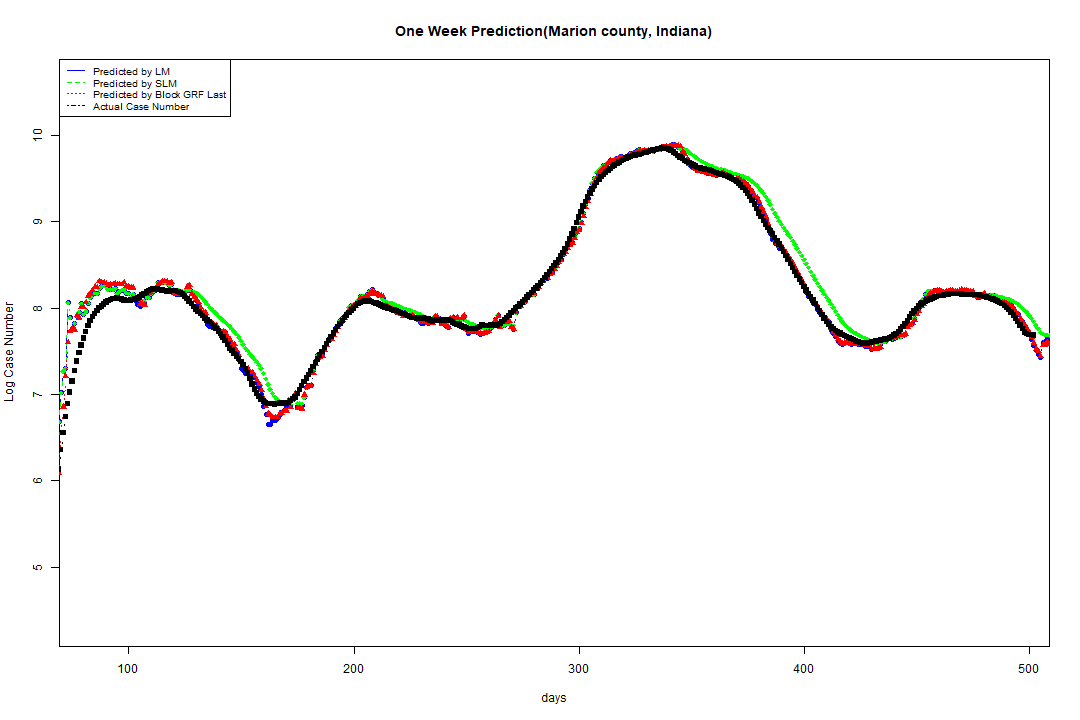 One Week Prediction(Marion county, Indiana)
Predicted by LM
Predicted by SLM
Predicted by Block GRF Last
Actual Case Number
10
9
8
7
6
5
Log Case Number
100 200 300 400 500
days